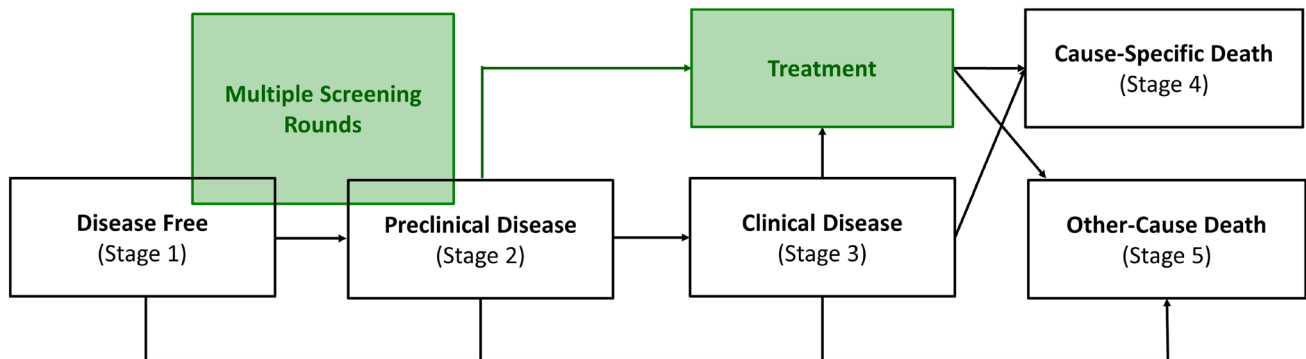 Multiple Screening
Rounds
Treatment
Cause-Specific Death
(Stage 4)
Disease Free
(Stage 1)
Preclinical Disease
(Stage 2)
Clinical Disease
(Stage 3)
Other-Cause Death
(Stage 5)